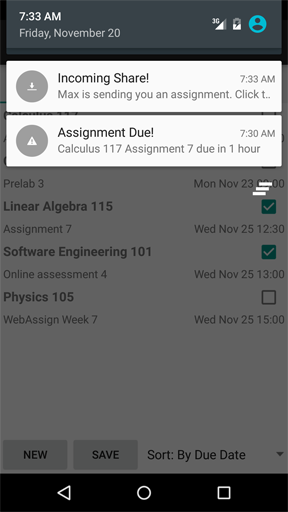 7:33 AM
Friday, November 20
3G
Incoming Share! 7:33 AM
Max is sending you an assignment. Click t..
Assignment Due! 7:30 AM
Calculus 117 Assignment 7 due in 1 hour
Prelab 3 Mon Nov 23
Linear Algebra 115
Assignment 7 Wed Nov 25 12:30
Software Engineering 101
Online assessment 4 Wed Nov 25 13:00
Physics 105
WebAssign Week 7 Wed Nov 25 15:00
NEW SAVE Sort: By Due Date